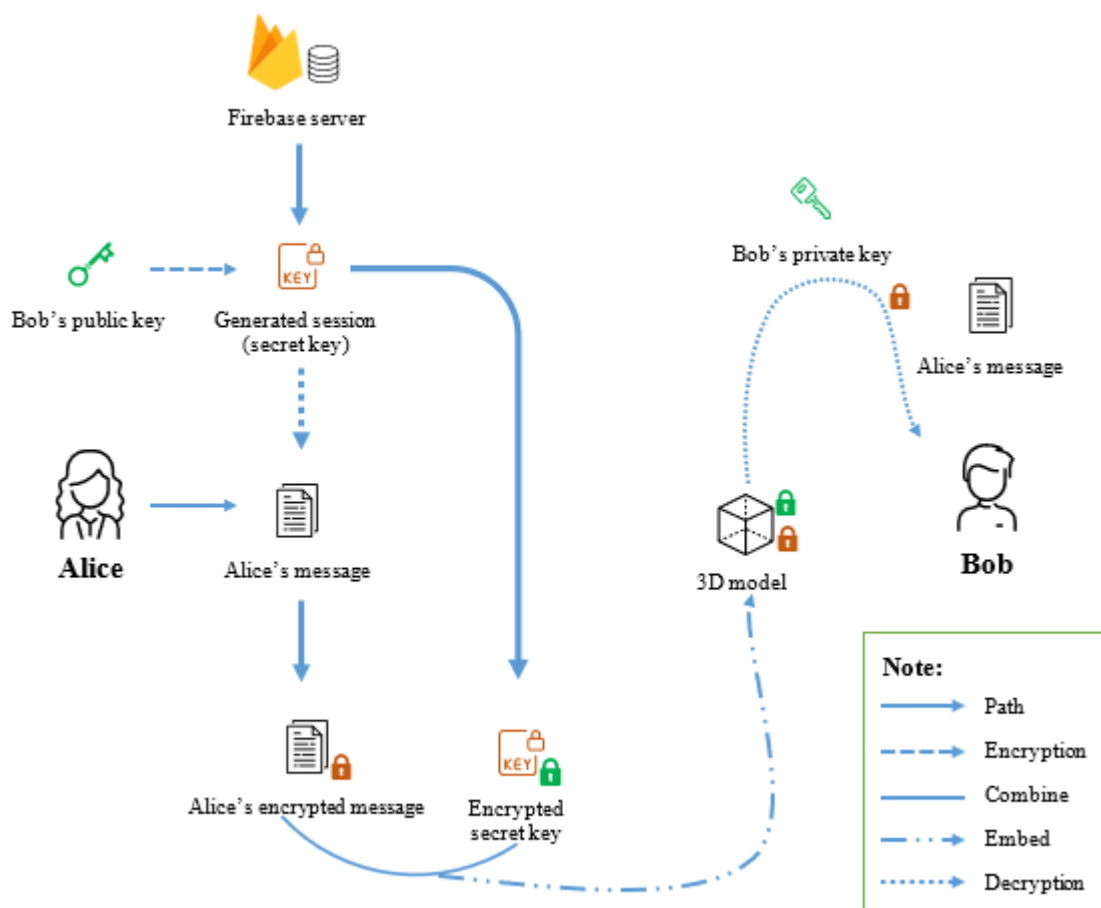 Firebase server
KEY
Bob's public key
Generated session
(secret key)
Bob's private key
Alice's message
Alice
Alice's message
3D model
Bob
Alice's encrypted message
KEY
Encrypted
secret key
Note:
Path
Encryption
Combine
Embed
Decryption